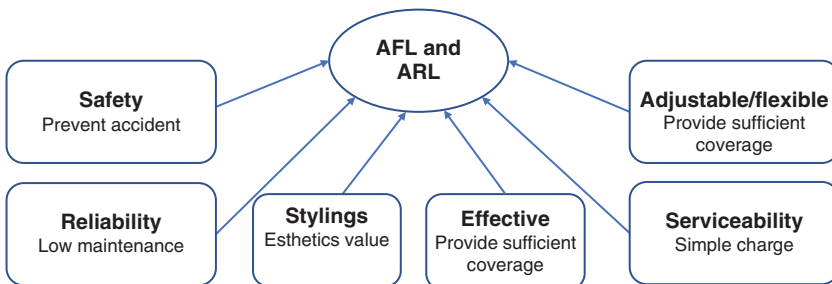 AFL and
ARL
Safety
Prevent accident
Adjustable/flexible
Provide sufficient
coverage
Reliability
Low maintenance
Stylings
Esthetics value
Effective
Provide sufficient
coverage
Serviceability
Simple charge